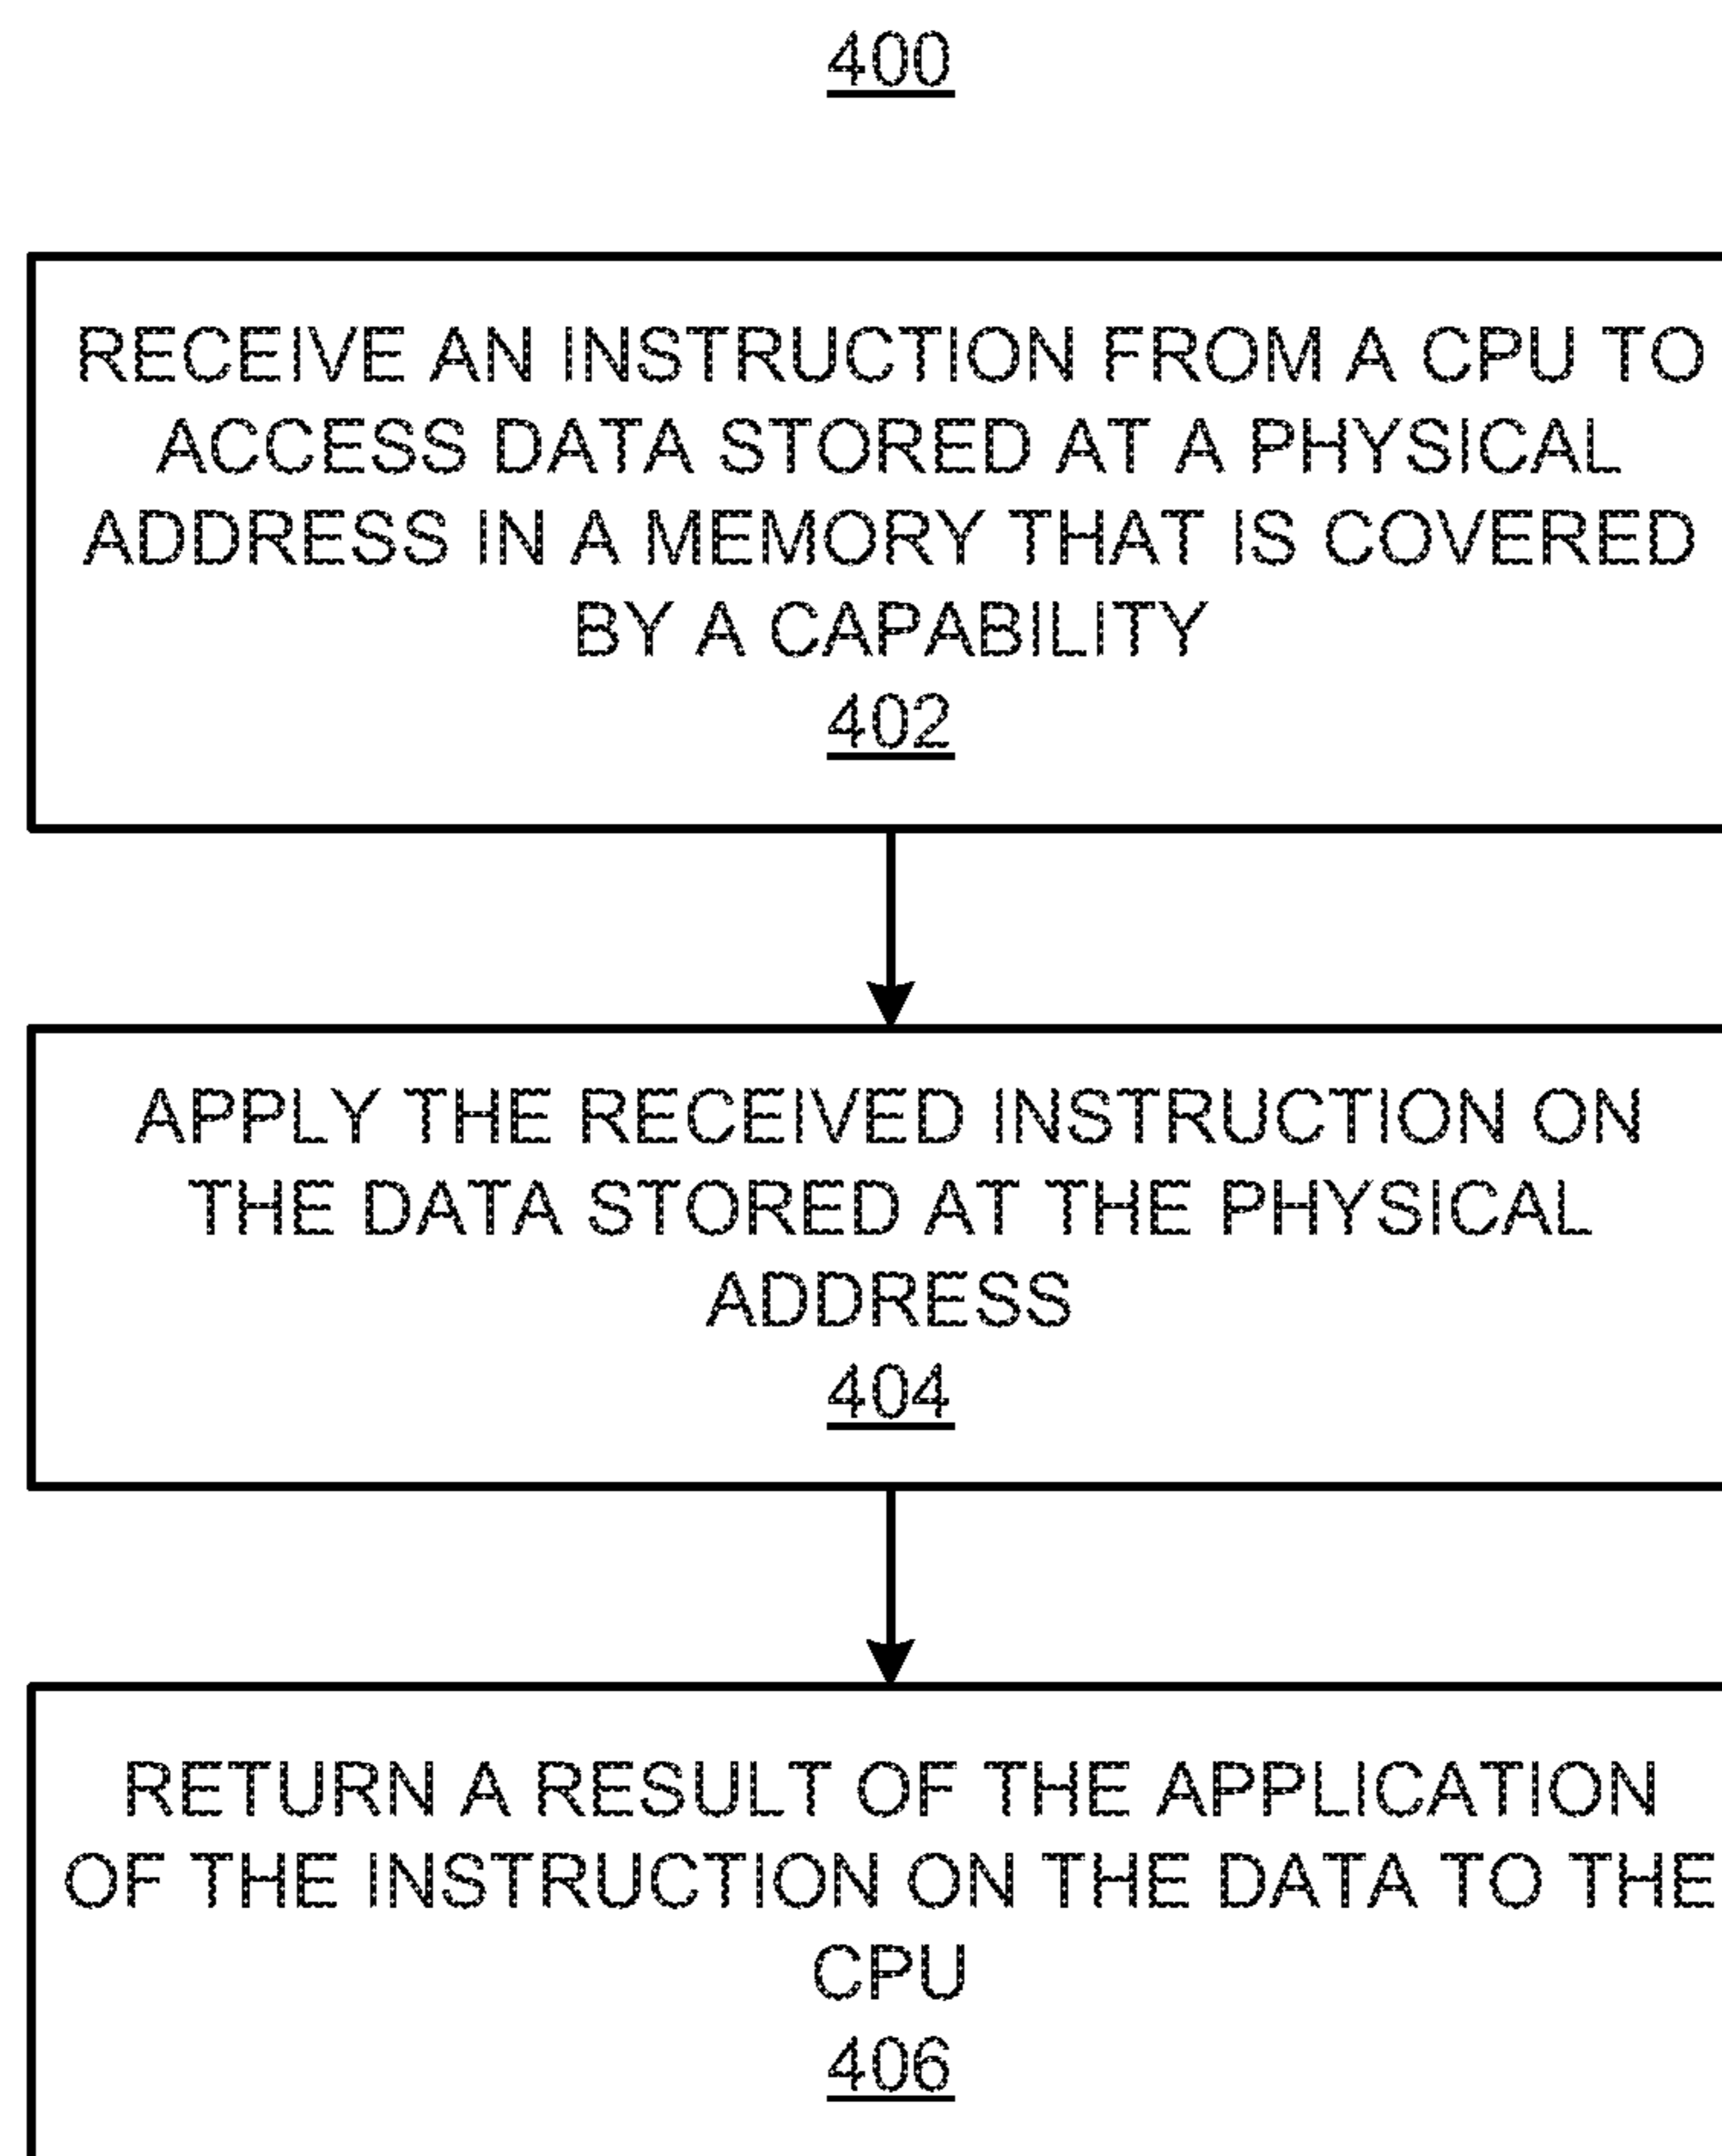 400
RECEIVE AN INSTRUCTION FROM A CPU TO
ACCESS DATA STORED AT A PHYSICAL
ADDRESS IN A MEMORY THAT IS COVERED
BY A CAPABILITY
402
APPLY THE RECEIVED INSTRUCTION ON
THE DATA STORED AT THE PHYSICAL
ADDRESS
404
RETURN A RESULT OF THE APPLICATION
OF THE INSTRUCTION ON THE DATA TO THE
CPU
406